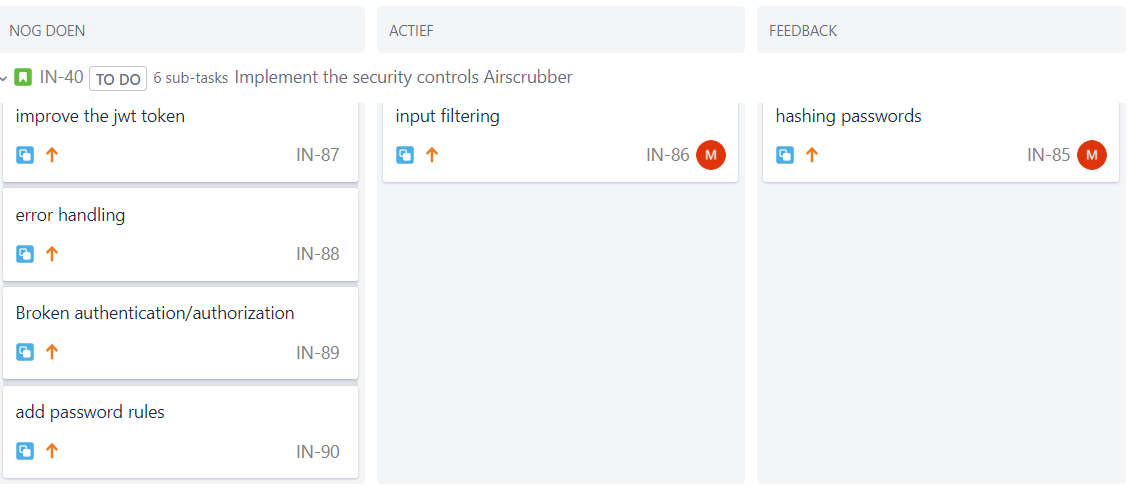 NOG DOEN
ACTIEF
FEEDBACK
IN-40 TO DO 6 sub-tasks Implement the security controls Airscrubber
improve the jwt token
IN-87
error handling
IN-88
Broken authentication/authorization
IN-89
add password rules
IN-90
input filtering
IN-86 M
hashing passwords
IN-85 M